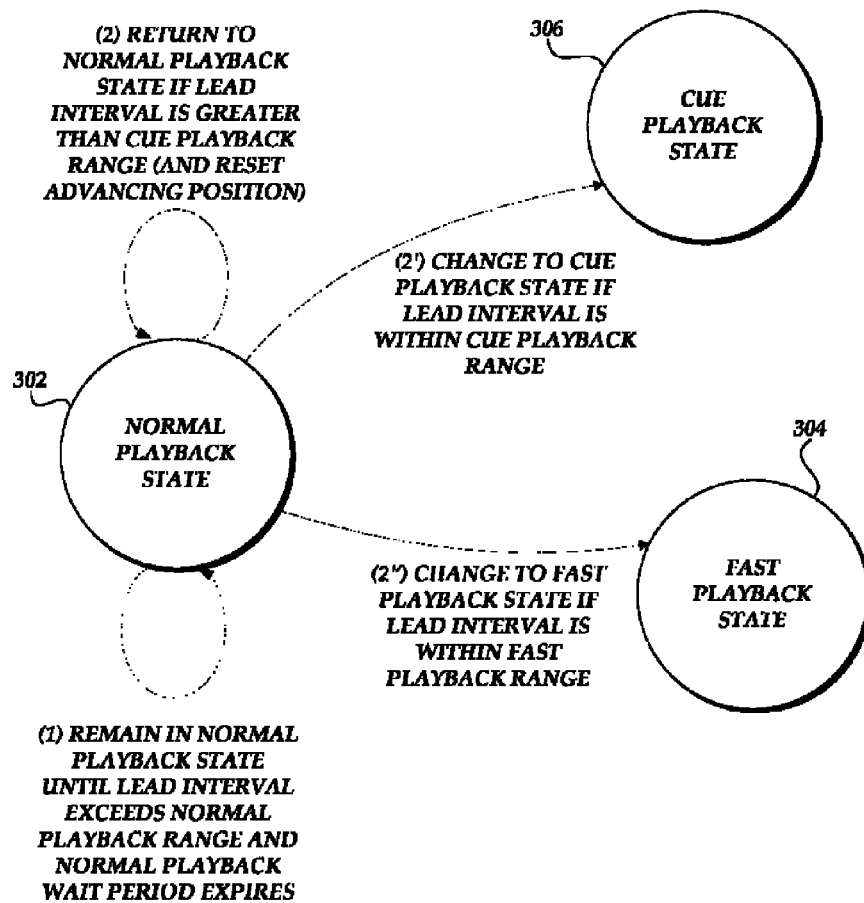 (2) RETURN TO
NORMAL PLAYBACK
STATE IF LEAD
INTERVAL IS GREATER
THAN CUE PLAYBACK
RANGE (AND RESET
ADVANCING POSITION)
306
CUE
PLAYBACK
STATE
(2') CHANGE TO CUE
PLAYBACK STATE IF
LEAD INTERVAL IS
WITHIN CUE PLAYBACK
RANGE
302
NORMAL
PLAYBACK
STATE
304
FAST
PLAYBACK
STATE
(2") CHANGE TO FAST
PLAYBACK STATE IF
LEAD INTERVAL IS
WITHIN FAST
PLAYBACK RANGE
(1) REMAIN IN NORMAL
PLAYBACK STATE
UNTIL LEAD INTERVAL
EXCEEDS NORMAL
PLAYBACK RANGE AND
NORMAL PLAYBACK
WAIT PERIOD EXPIRES